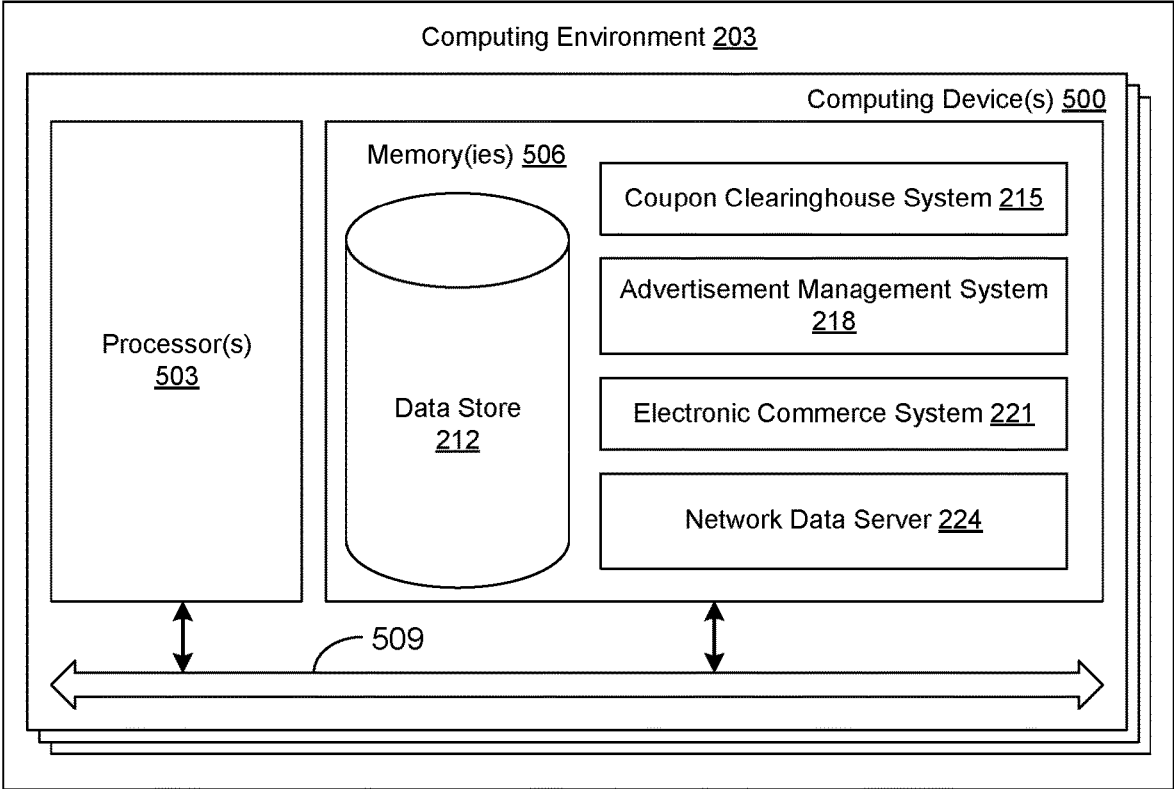 Computing Environment 203
Computing Device(s) 500
Processor(s)
503
Memory(ies) 506
Data Store
212
Coupon Clearinghouse System 215
Advertisement Management System
218
Electronic Commerce System 221
Network Data Server 224
509